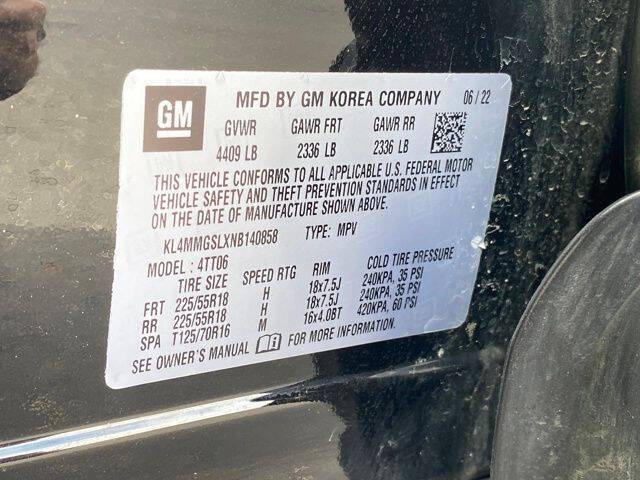 GM MFD BY GM KOREA COMPANY 06/22
GVWR GAWR FRT GAWR RR
4409 LB 2336 LB 2336 LB
THIS VEHICLE CONFORMS TO ALL APPLICABLE U.S. FEDERAL MOTOR
VEHICLE SAFETY AND THEFT PREVENTION STANDARDS IN EFFECT
ON THE DATE OF MANUFACTURE SHOWN ABOVE.
KL4MMGSLXNB140858 TYPE: MPV
MODEL: 4TT06
TIRE SIZE SPEED RTG RIM COLD TIRE PRESSURE
FRT 225/55R18 H 18x7.5J 240KPA, 35 PSI
RR 225/55R18 H 18x7.5J 240KPA, 35 PSI
SPA T125/70R16 M 16x4.0BT 420KPA, 60 PSI
SEE OWNER'S MANUAL FOR MORE INFORMATION.